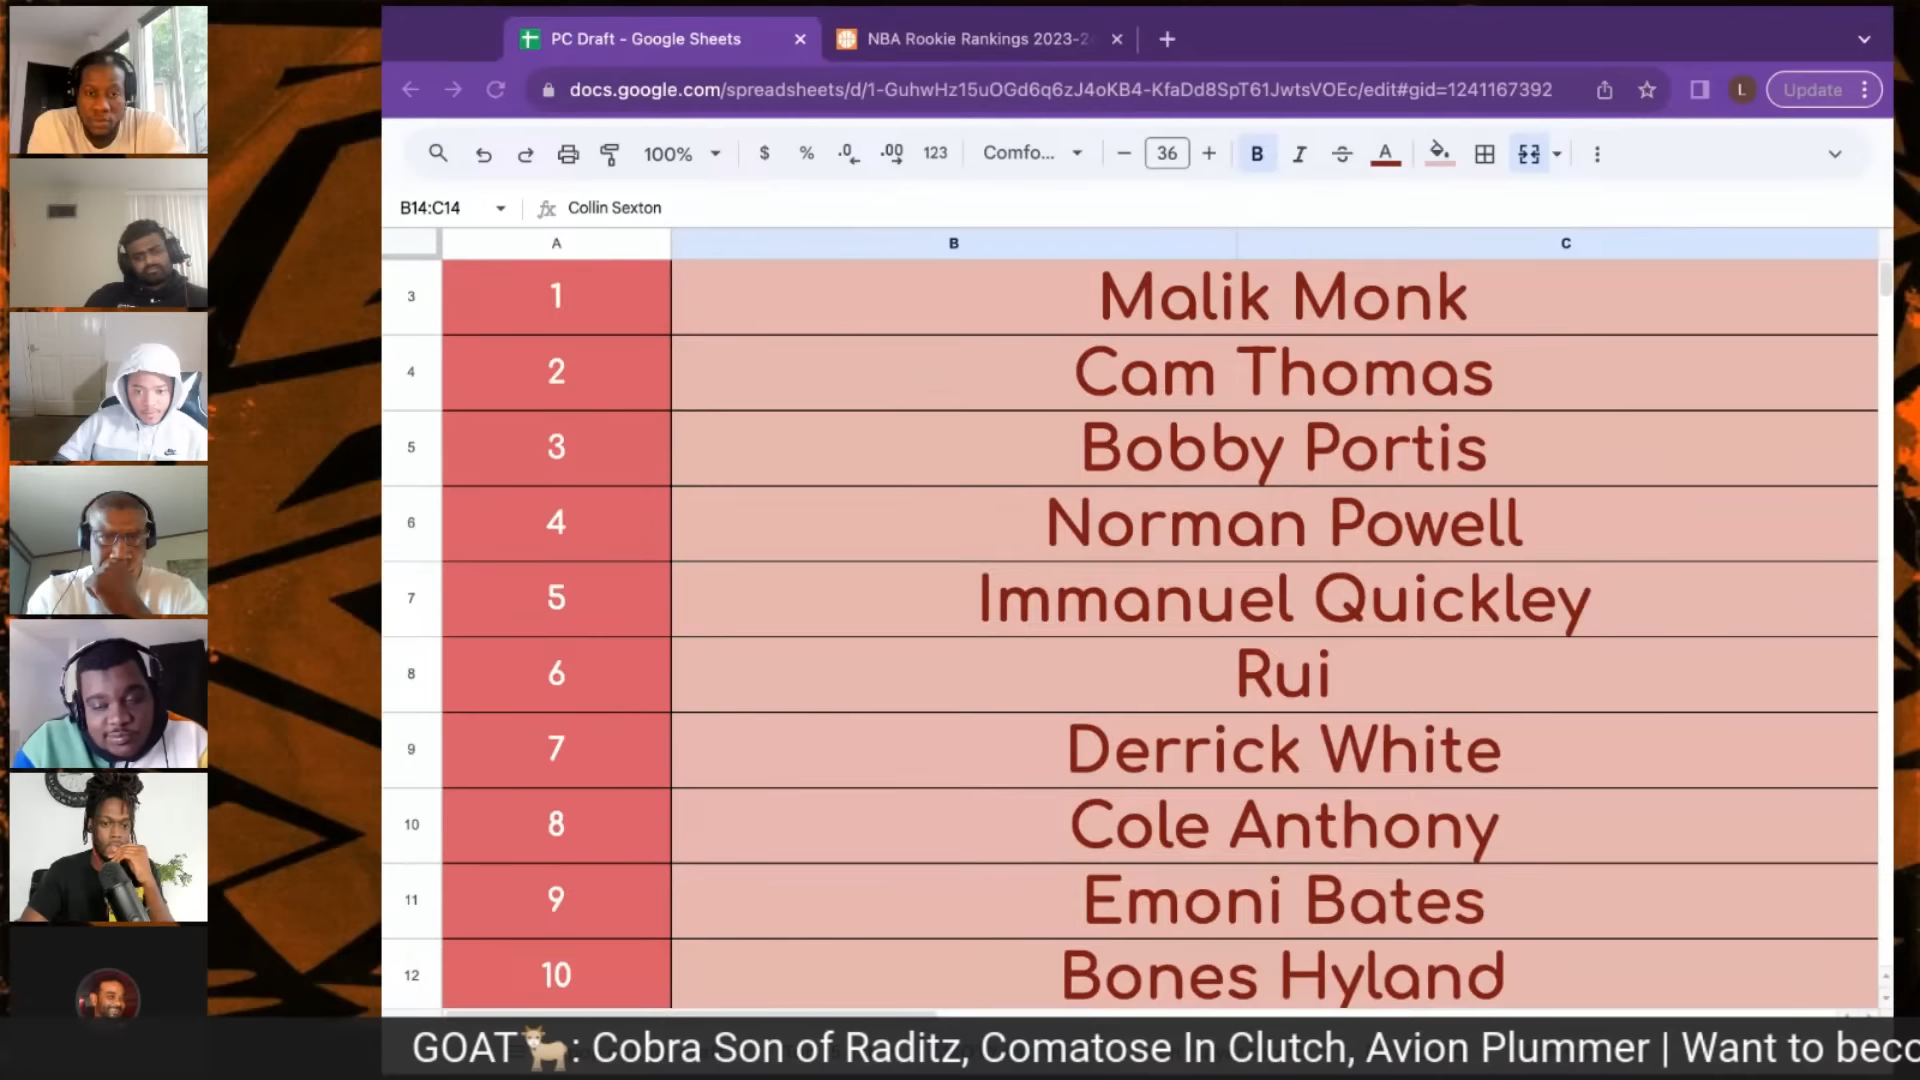 PC Draft - Google Sheets
NBA Rookie Rankings 2023-2
docs.google.com/spreadsheets/d/1-GuhwHz15uOGd6q6zJ4oKB4-KfaDd8SpT61JwtsVOEc/edit#gid=1241167392
L
Update
100%
$ % .0 .00 123
Comfo...
36
B I A
B14:C14
fx Collin Sexton
A B C
3 1 Malik Monk
4 2 Cam Thomas
5 3 Bobby Portis
6 4 Norman Powell
7 5 Immanuel Quickley
8 6 Rui
9 7 Derrick White
10 8 Cole Anthony
11 9 Emoni Bates
12 10 Bones Hyland
GOAT🐐: Cobra Son of Raditz, Comatose In Clutch, Avion Plummer | Want to beco